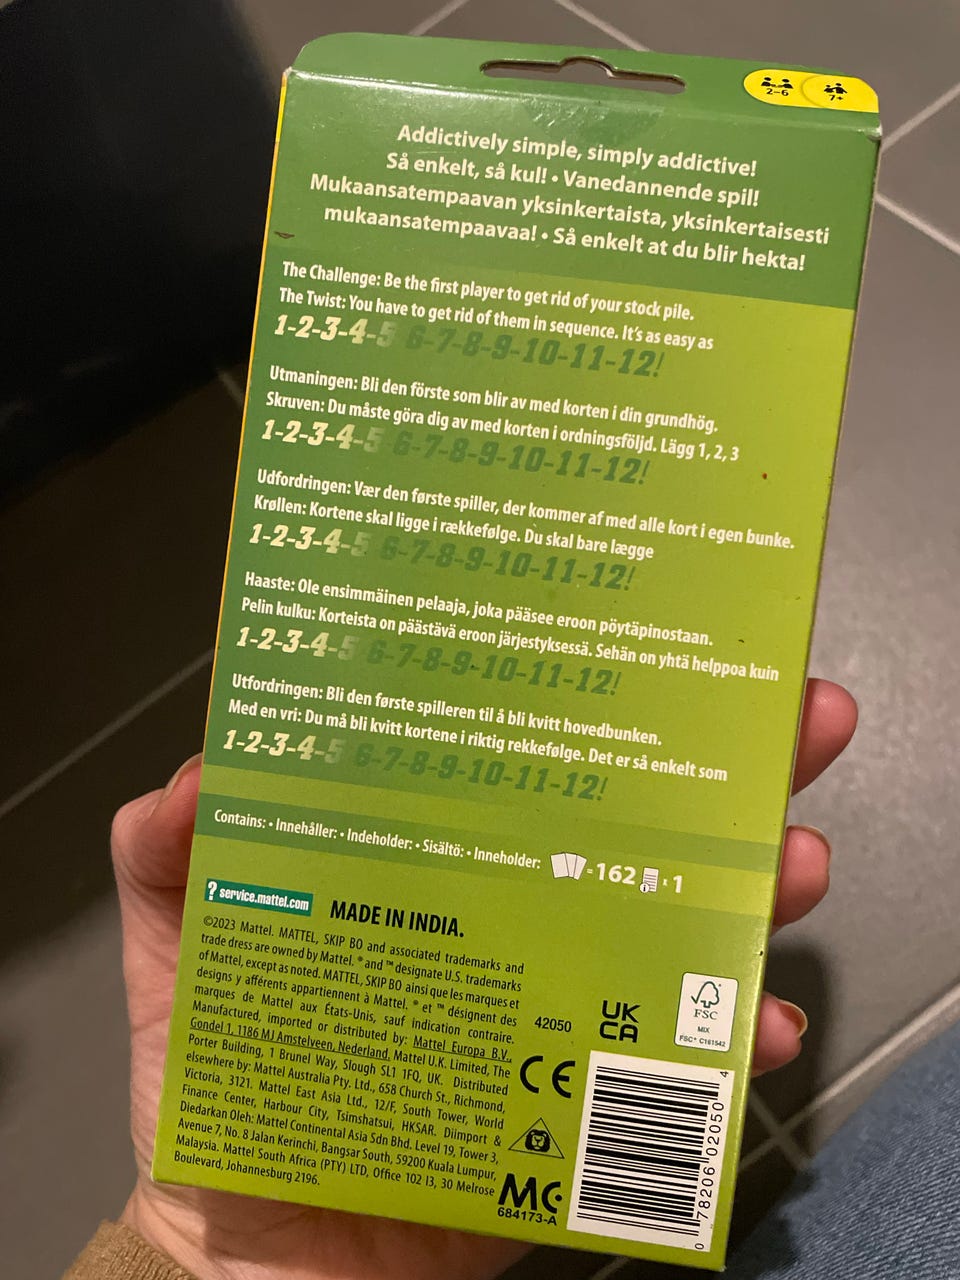 2–6
7+
Addictively simple, simply addictive!
Så enkelt, så kul! • Vanedannende spil!
Mukaansatempaavan yksinkertaista, yksinkertaisesti
mukaansatempaavaa! • Så enkelt at du blir hekta!
The Challenge: Be the first player to get rid of your stock pile.
The Twist: You have to get rid of them in sequence. It's as easy as
1-2-3-4-5 6-7-8-9-10-11-12!
Utmaningen: Bli den förste som blir av med korten i din grundhög.
Skruven: Du måste göra dig av med korten i ordningsföljd. Lägg 1, 2, 3
1-2-3-4-5 6-7-8-9-10-11-12!
Udfordringen: Vær den første spiller, der kommer af med alle kort i egen bunke.
Krøllen: Kortene skal ligge i rækkefølge. Du skal bare lægge
1-2-3-4-5 6-7-8-9-10-11-12!
Haaste: Ole ensimmäinen pelaaja, joka pääsee eroon pöytäpinostaan.
Pelin kulku: Korteista on päästävä eroon järjestyksessä. Sehän on yhtä helppoa kuin
1-2-3-4-5 6-7-8-9-10-11-12!
Utfordringen: Bli den første spilleren til å bli kvitt hovedbunken.
Med en vri: Du må bli kvitt kortene i riktig rekkefølge. Det er så enkelt som
1-2-3-4-5 6-7-8-9-10-11-12!
Contains: • Innehåller: • Indeholder: • Sisältö: • Inneholder: = 162 x 1
? service.mattel.com
MADE IN INDIA.
©2023 Mattel. MATTEL, SKIP BO and associated trademarks and
trade dress are owned by Mattel. ® and ™ designate U.S. trademarks
of Mattel, except as noted. MATTEL, SKIP BO ainsi que les marques et
designs y afférents appartiennent à Mattel. ® et ™ désignent des
marques de Mattel aux États-Unis, sauf indication contraire.
Manufactured, imported or distributed by: Mattel Europa B.V.,
Gondel 1, 1186 MJ Amstelveen, Nederland. Mattel U.K. Limited, The
Porter Building, 1 Brunel Way, Slough SL1 1FQ, UK. Distributed
elsewhere by: Mattel Australia Pty. Ltd., 658 Church St., Richmond,
Victoria, 3121. Mattel East Asia Ltd., 12/F, South Tower, World
Finance Center, Harbour City, Tsimshatsui, HKSAR. Diimport &
Diedarkan Oleh: Mattel Continental Asia Sdn Bhd. Level 19, Tower 3,
Avenue 7, No. 8 Jalan Kerinchi, Bangsar South, 59200 Kuala Lumpur,
Malaysia. Mattel South Africa (PTY) LTD, Office 102 I3, 30 Melrose
Boulevard, Johannesburg 2196.
42050
UK
CA
FSC
MIX
FSC® C161542
CE
MC
684173-A
0 78206 02050 4